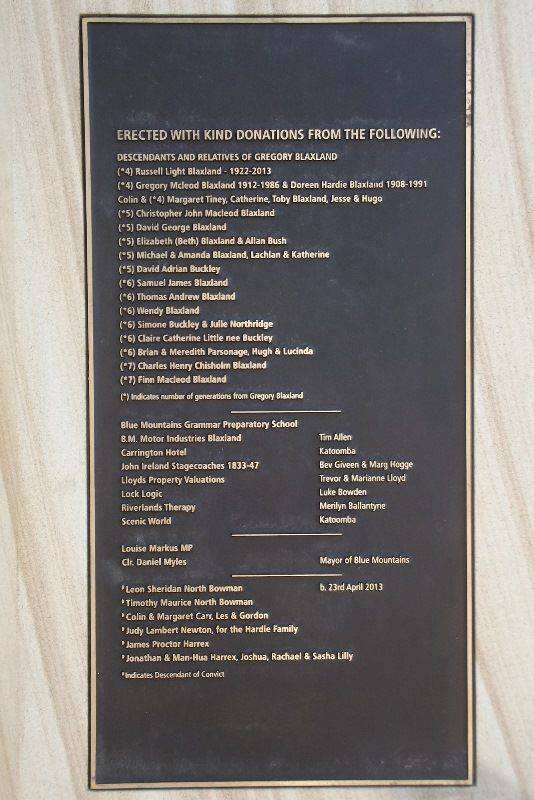 ERECTED WITH KIND DONATIONS FROM THE FOLLOWING:
DESCENDANTS AND RELATIVES OF GREGORY BLAXLAND
(*4) Russell Light Blaxland - 1922-2013
(*4) Gregory Mcleod Blaxland 1912-1986 & Doreen Hardie Blaxland 1908-1991
Colin & (*4) Margaret Tiney, Catherine, Toby Blaxland, Jesse & Hugo
(*5) Christopher John Macleod Blaxland
(*5) David George Blaxland
(*5) Elizabeth (Beth) Blaxland & Allan Bush
(*5) Michael & Amanda Blaxland, Lachlan & Katherine
(*5) David Adrian Buckley
(*6) Samuel James Blaxland
(*6) Thomas Andrew Blaxland
(*6) Wendy Blaxland
(*6) Simone Buckley & Julie Northridge
(*6) Claire Catherine Little nee Buckley
(*6) Brian & Meredith Parsonage, Hugh & Lucinda
(*7) Charles Henry Chisholm Blaxland
(*7) Finn Macleod Blaxland
(*) Indicates number of generations from Gregory Blaxland
Blue Mountains Grammar Preparatory School
B.M. Motor Industries Blaxland Tim Allen
Carrington Hotel Katoomba
John Ireland Stagecoaches 1833-47 Bev Giveen & Marg Hogge
Lloyds Property Valuations Trevor & Marianne Lloyd
Lock Logic Luke Bowden
Riverlands Therapy Merilyn Ballantyne
Scenic World Katoomba
Louise Markus MP
Clr. Daniel Myles Mayor of Blue Mountains
Leon Sheridan North Bowman b. 23rd April 2013
Timothy Maurice North Bowman
Colin & Margaret Carr, Les & Gordon
Judy Lambert Newton, for the Hardie Family
James Proctor Harrex
Jonathan & Man-Hua Harrex, Joshua, Rachael & Sasha Lilly
Indicates Descendant of Convict